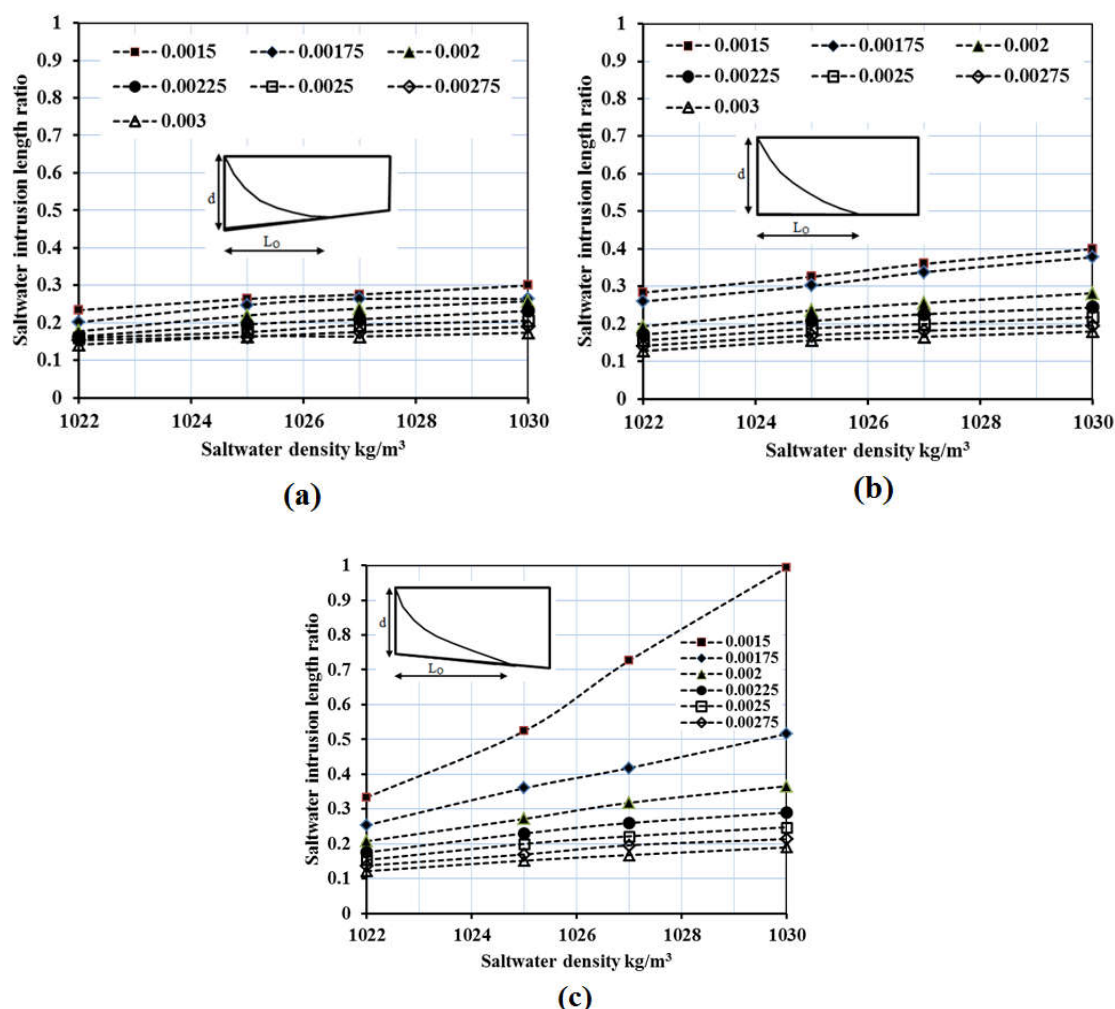 Saltwater intrusion length ratio
1
0.9
0.8
0.7
0.6
0.5
0.4
0.3
0.2
0.1
0
0.0015 0.00175 0.002
0.00225 0.0025 0.00275
0.003
d
Lo
1022 1024 1026 1028 1030
Saltwater density kg/m³
(a)
Saltwater intrusion length ratio
1
0.9
0.8
0.7
0.6
0.5
0.4
0.3
0.2
0.1
0
0.0015 0.00175 0.002
0.00225 0.0025 0.00275
0.003
d
Lo
1022 1024 1026 1028 1030
Saltwater density kg/m³
(b)
Saltwater intrusion length ratio
1
0.9
0.8
0.7
0.6
0.5
0.4
0.3
0.2
0.1
0
d
Lo
0.0015
0.00175
0.002
0.00225
0.0025
0.00275
1022 1024 1026 1028 1030
Saltwater density kg/m³
(c)